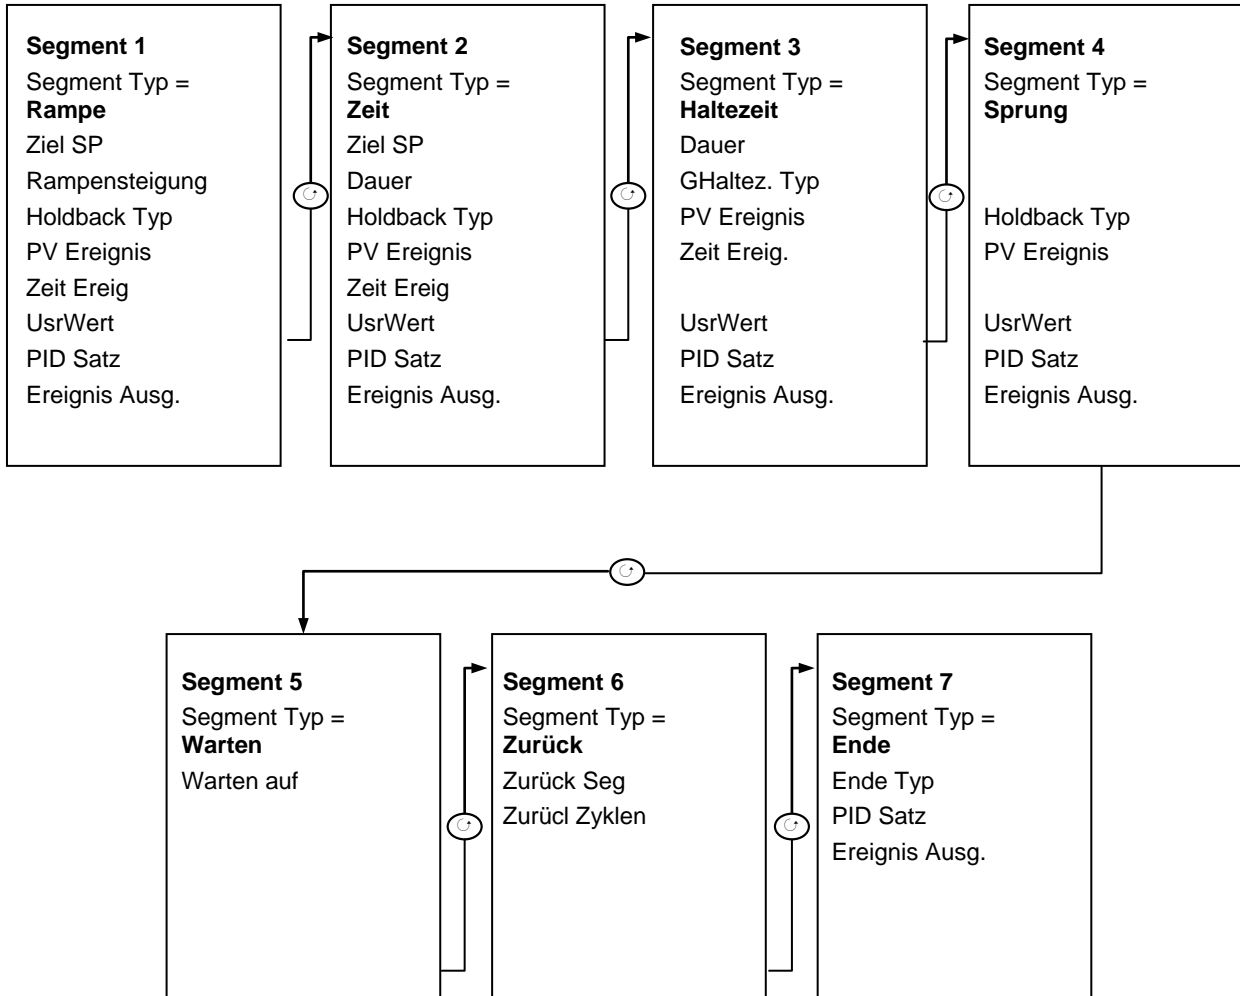 Segment 1
Segment Typ =
Rampe
Ziel SP
Rampensteigung
Holdback Typ
PV Ereignis
Zeit Ereig
UsrWert
PID Satz
Ereignis Ausg.
Segment 2
Segment Typ =
Zeit
Ziel SP
Dauer
Holdback Typ
PV Ereignis
Zeit Ereig
UsrWert
PID Satz
Ereignis Ausg.
Segment 3
Segment Typ =
Haltezeit
Dauer
GHaltez. Typ
PV Ereignis
Zeit Ereig.
UsrWert
PID Satz
Ereignis Ausg.
Segment 4
Segment Typ =
Sprung
Holdback Typ
PV Ereignis
UsrWert
PID Satz
Ereignis Ausg.
Segment 5
Segment Typ =
Warten
Warten auf
Segment 6
Segment Typ =
Zurück
Zurück Seg
Zurücl Zyklen
Segment 7
Segment Typ =
Ende
Ende Typ
PID Satz
Ereignis Ausg.